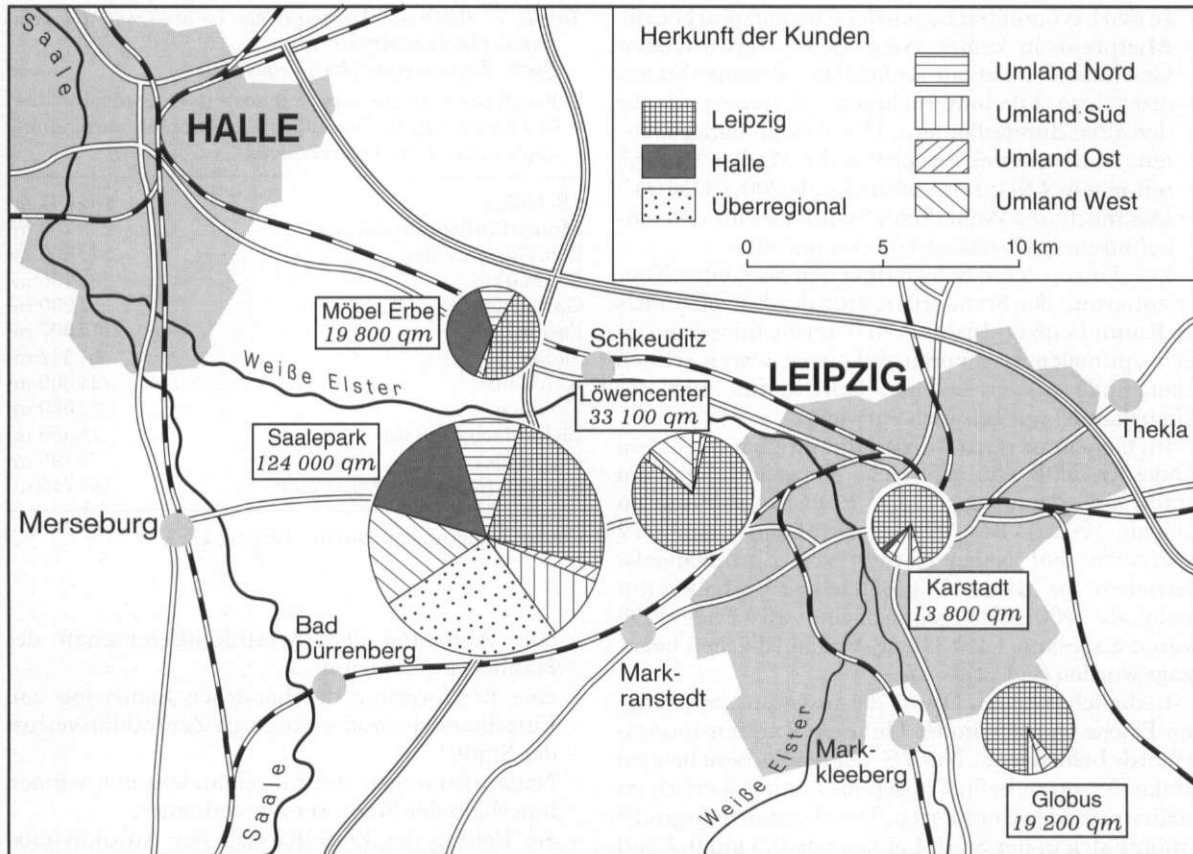 Saale
HALLE
Herkunft der Kunden
Leipzig
Halle
Überregional
Umland Nord
Umland Süd
Umland Ost
Umland West
0 5 10 km
Möbel Erbe
19 800 qm
Schkeuditz
Weiße Elster
LEIPZIG
Löwencenter
33 100 qm
Thekla
Saalepark
124 000 qm
Merseburg
Karstadt
13 800 qm
Bad
Dürrenberg
Mark-
ranstedt
Mark-
kleeberg
Weiße Elster
Saale
Globus
19 200 qm